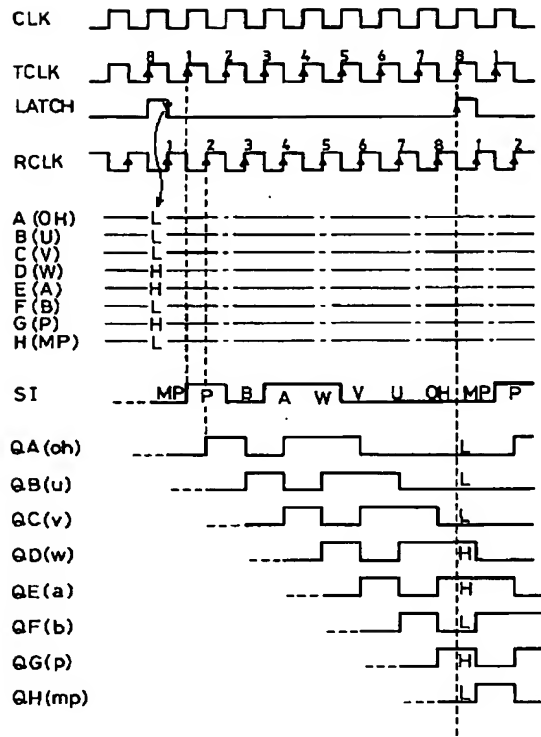 CLK
8 1 2 3 4 5 6 7 8 1
TCLK
LATCH
1 2 3 4 5 6 7 8 1 2
RCLK
A(OH) L
B(U) L
C(V) L
D(W) H
E(A) H
F(B) L
G(P) H
H(MP) L
SI MP P B A W V U OH MP P
QA(oh) L
QB(u) L
QC(v) L
QD(w) H
QE(a) H
QF(b) L
QG(p) H
QH(mp) L